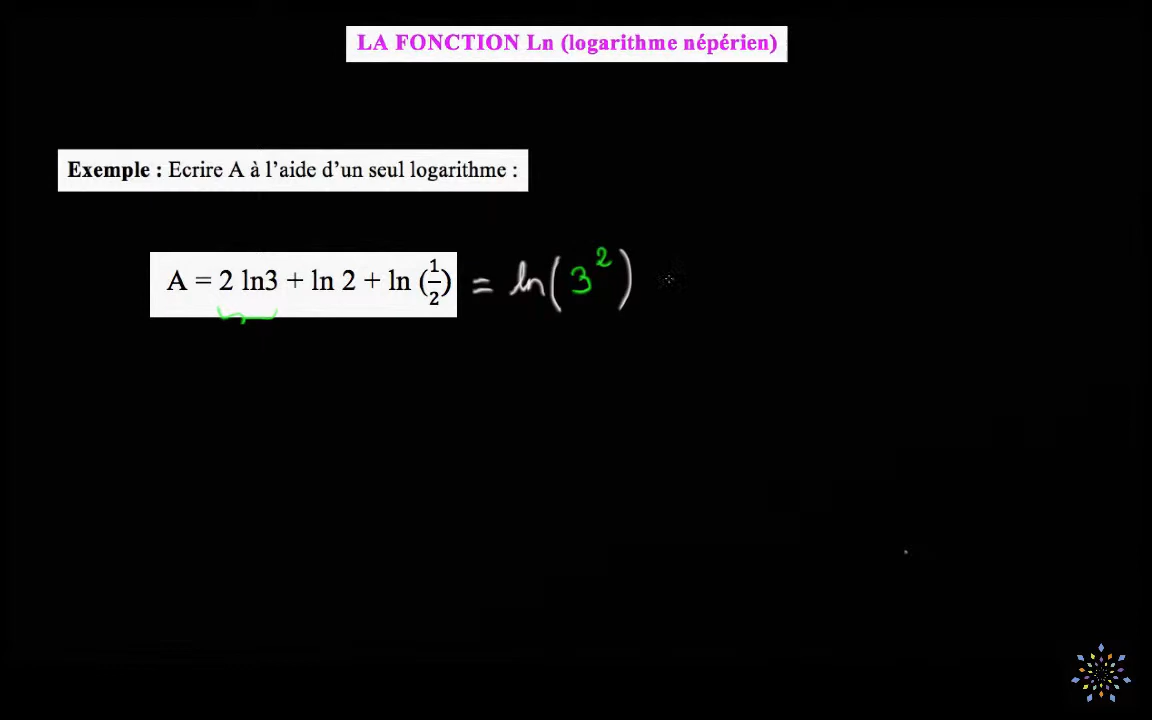 LA FONCTION Ln (logarithme népérien)
Exemple : Ecrire A à l'aide d'un seul logarithme :
A = 2 ln3 + ln 2 + ln (1/2) = ln(3²)